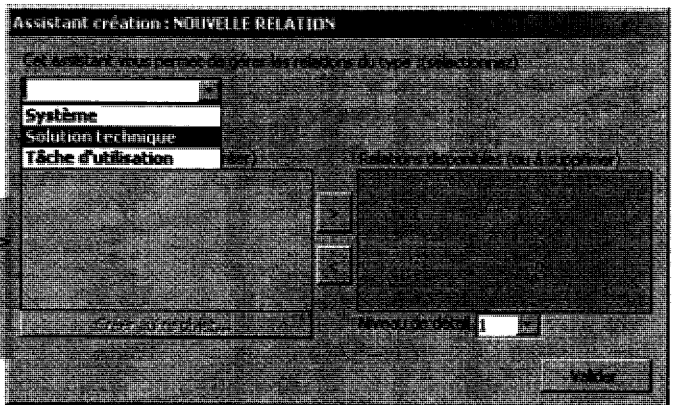 Assistant création : NOUVELLE RELATION
Cet assistant vous permet de gérer les relations du type: (sélectionnez)
Système
Solution technique
Tâche d'utilisation
Relations disponibles (ou à supprimer)
>
<
Niveau de détail 1
Valider